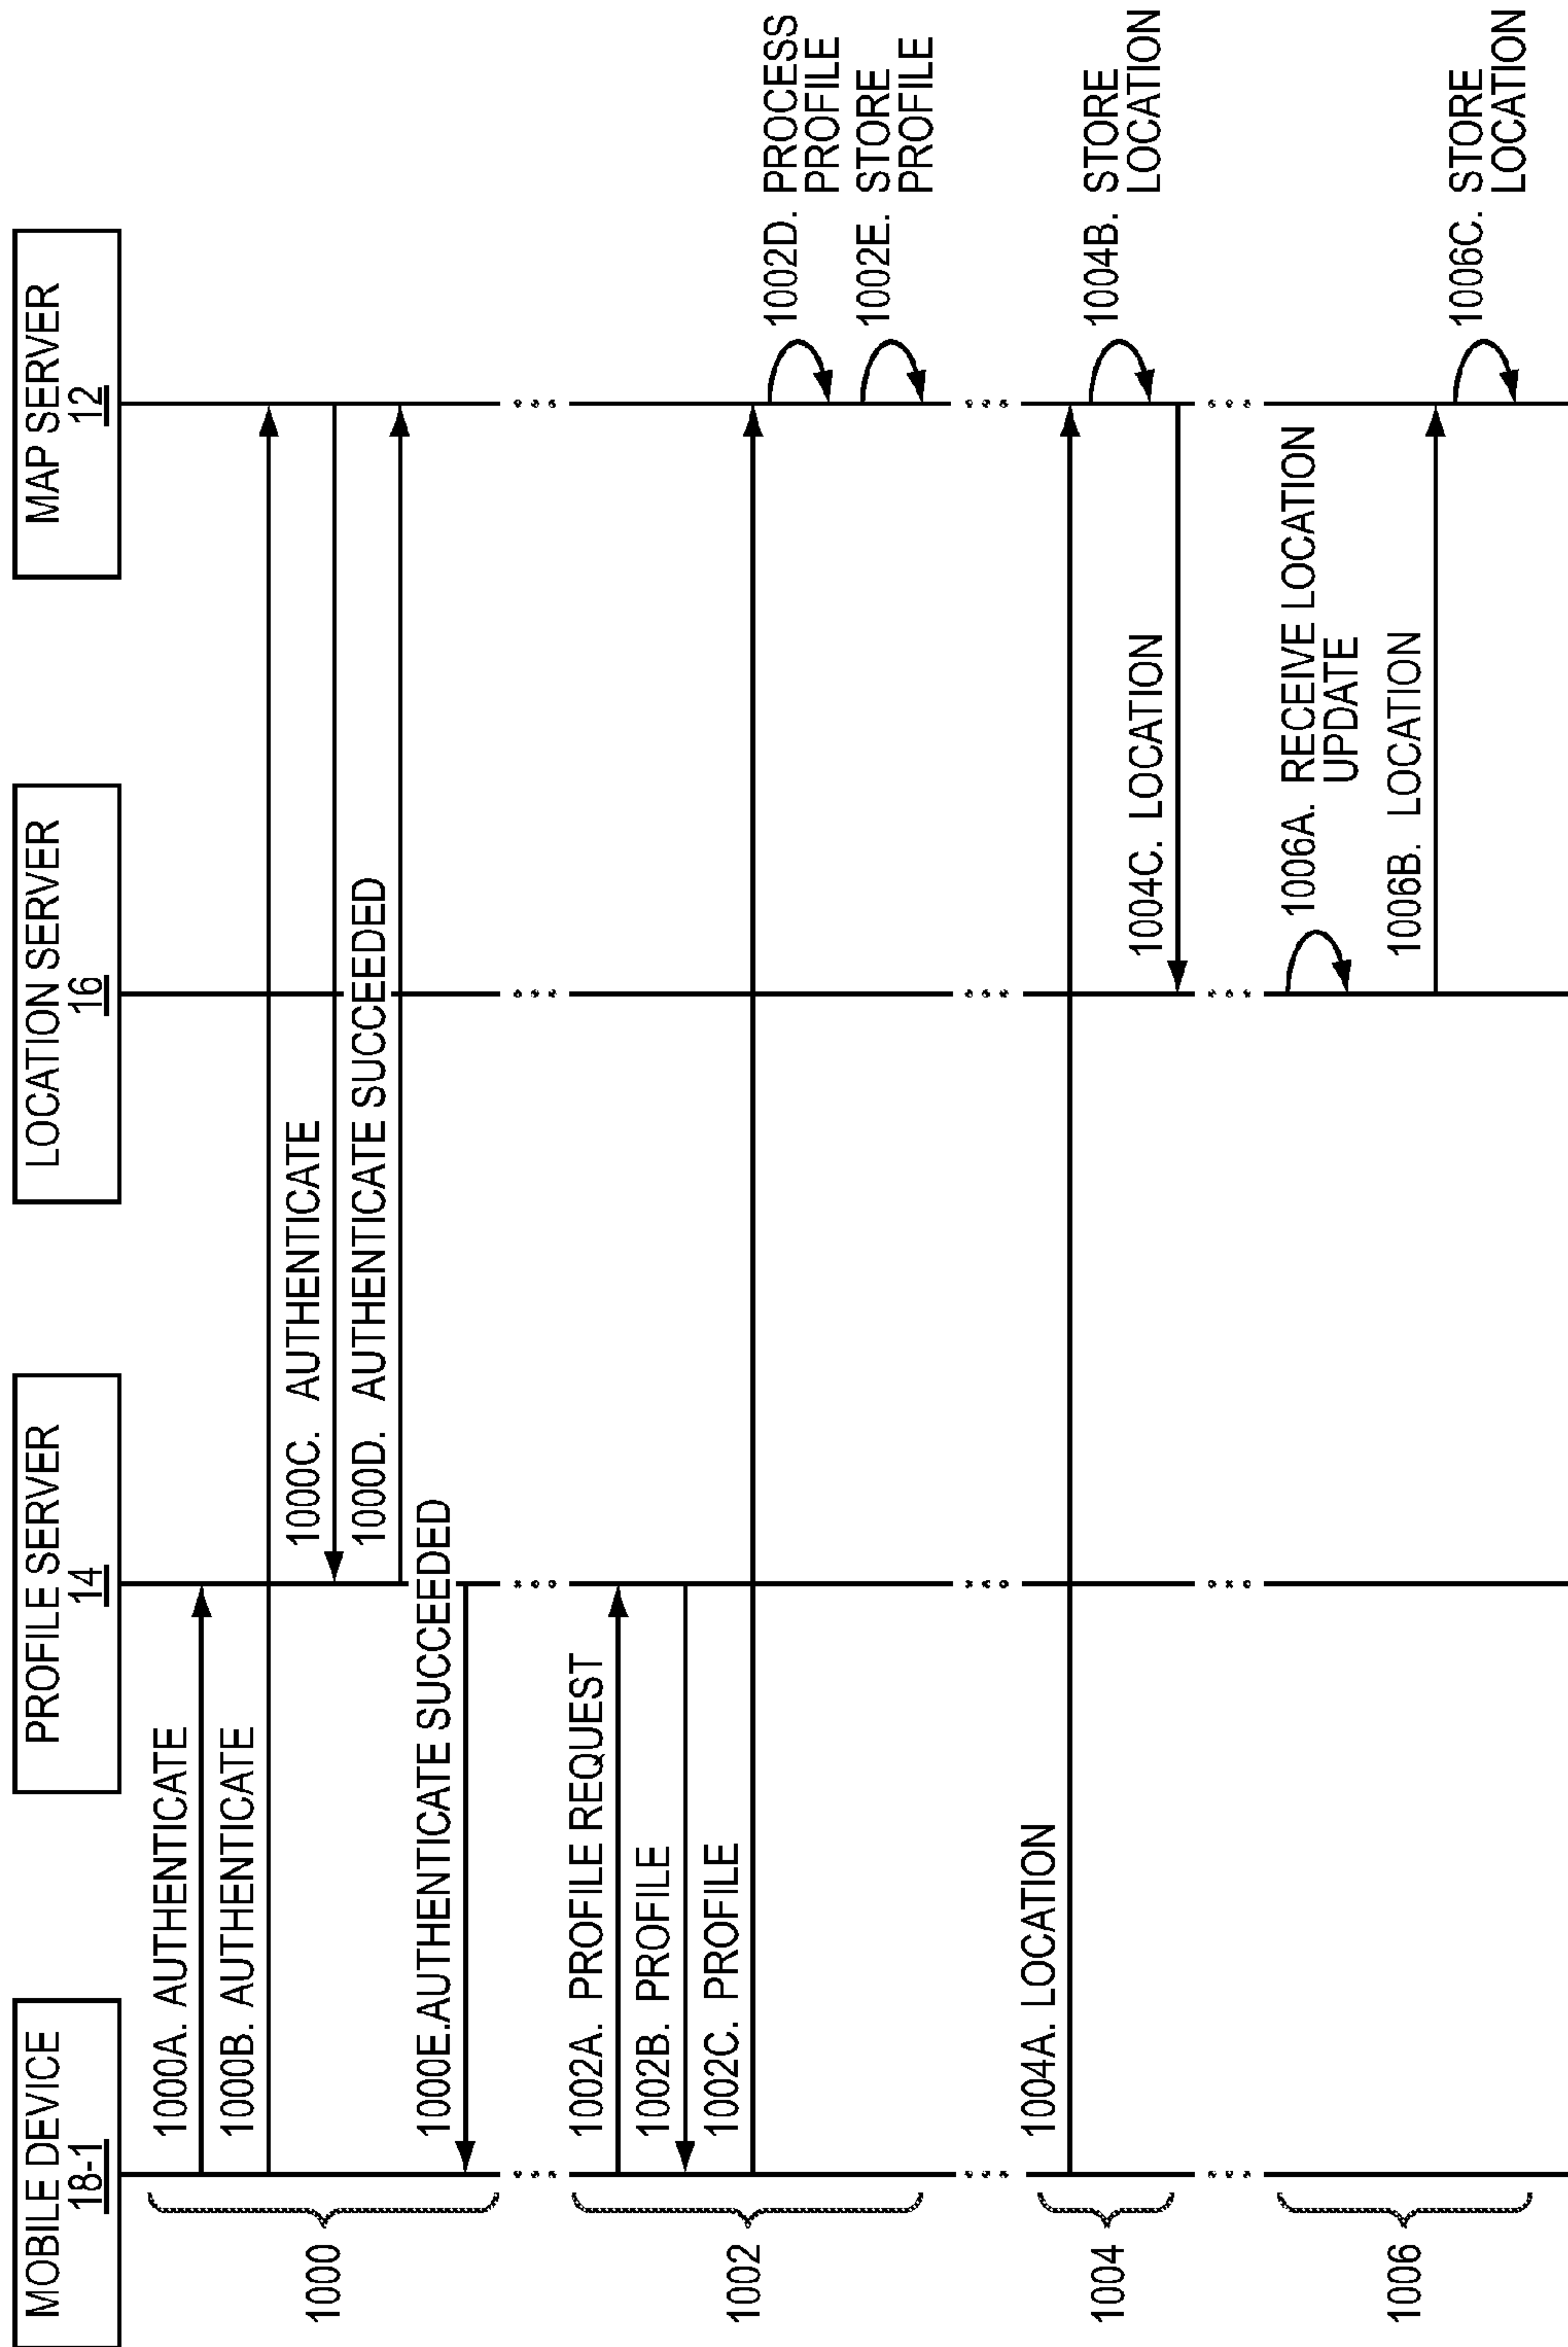 MOBILE DEVICE
18-1
PROFILE SERVER
14
LOCATION SERVER
16
MAP SERVER
12
1000
1000A. AUTHENTICATE
1000B. AUTHENTICATE
1000C. AUTHENTICATE
1000D. AUTHENTICATE SUCCEEDED
1000E.AUTHENTICATE SUCCEEDED
1002
1002A. PROFILE REQUEST
1002B. PROFILE
1002C. PROFILE
1002D. PROCESS
PROFILE
1002E. STORE
PROFILE
1004
1004A. LOCATION
1004B. STORE
LOCATION
1004C. LOCATION
1006
1006A. RECEIVE LOCATION
UPDATE
1006B. LOCATION
1006C. STORE
LOCATION